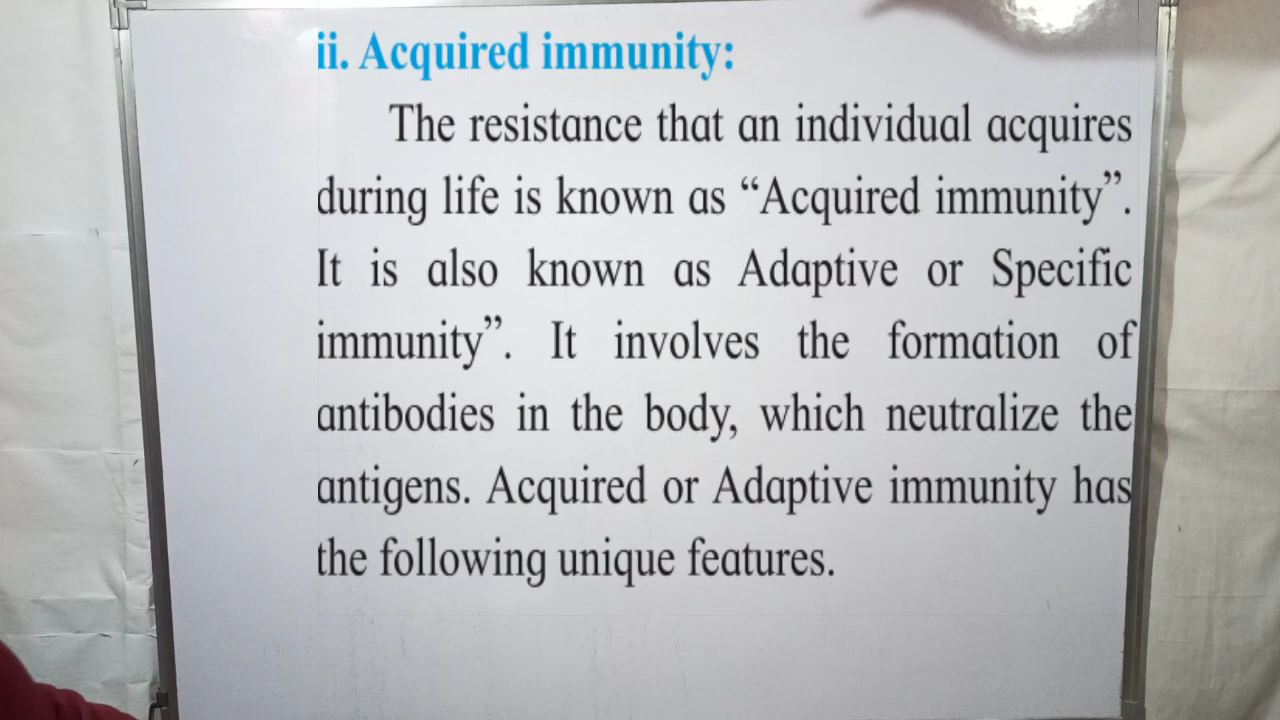 ii. Acquired immunity:
The resistance that an individual acquires
during life is known as “Acquired immunity”.
It is also known as Adaptive or Specific
immunity”. It involves the formation of
antibodies in the body, which neutralize the
antigens. Acquired or Adaptive immunity has
the following unique features.